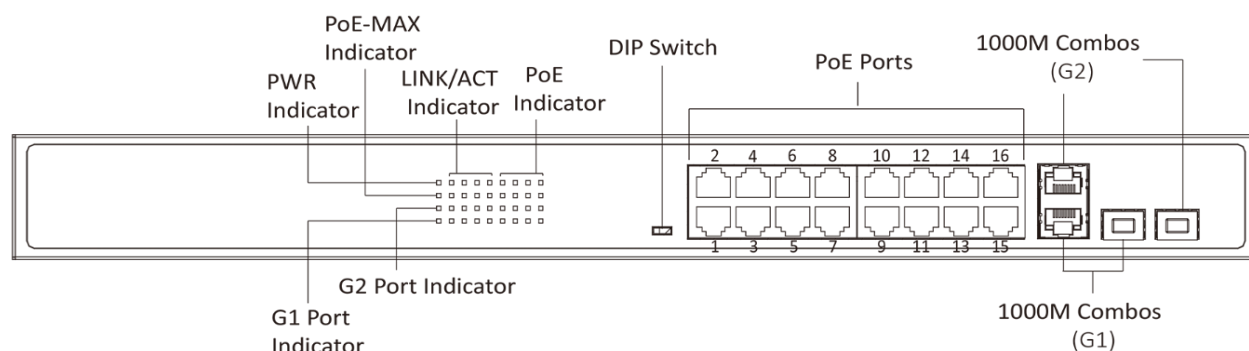 PoE-MAX
Indicator
DIP Switch
1000M Combos
(G2)
PWR
Indicator
LINK/ACT
Indicator
PoE
Indicator
PoE Ports
2 4 6 8 10 12 14 16
1 3 5 7 9 11 13 15
G2 Port Indicator
G1 Port
Indicator
1000M Combos
(G1)